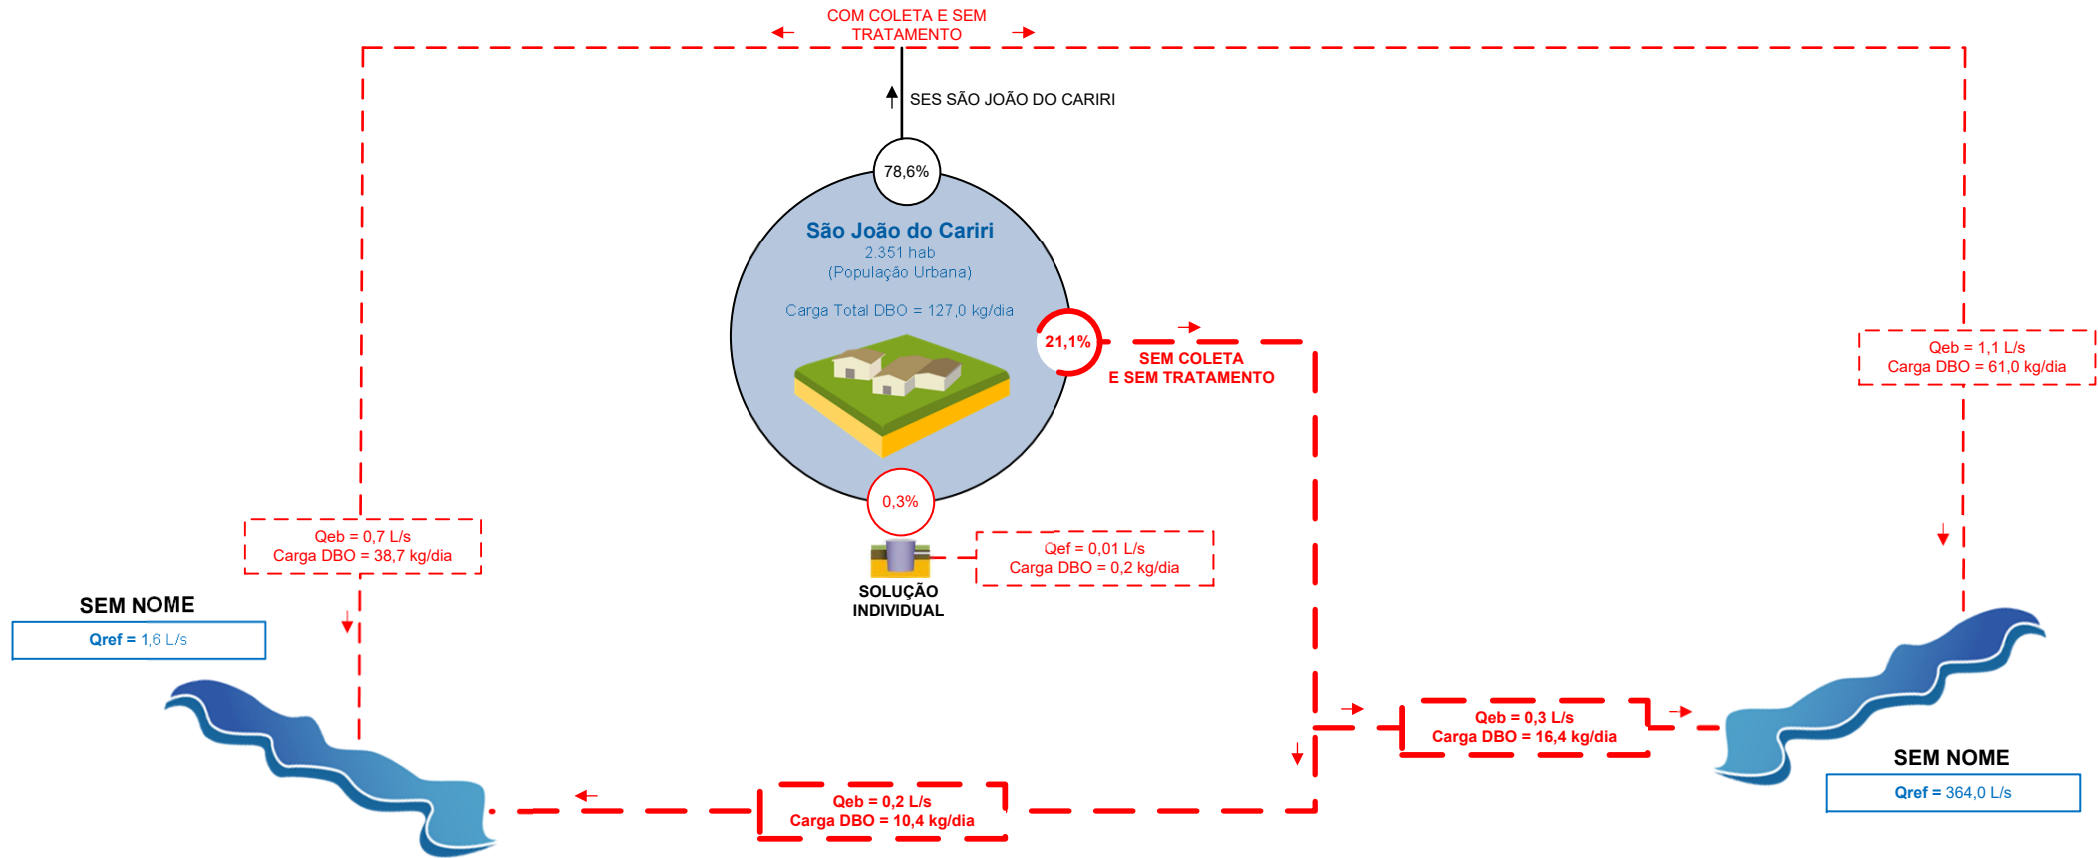 COM COLETA E SEM
TRATAMENTO
SES SÃO JOÃO DO CARIRI
78,6%
São João do Cariri
2.351 hab
(População Urbana)
Carga Total DBO = 127,0 kg/dia
21,1%
SEM COLETA
E SEM TRATAMENTO
Qeb = 1,1 L/s
Carga DBO = 61,0 kg/dia
0,3%
Qeb = 0,7 L/s
Carga DBO = 38,7 kg/dia
Qef = 0,01 L/s
Carga DBO = 0,2 kg/dia
SOLUÇÃO
INDIVIDUAL
SEM NOME
Qref = 1,6 L/s
Qeb = 0,3 L/s
Carga DBO = 16,4 kg/dia
SEM NOME
Qref = 364,0 L/s
Qeb = 0,2 L/s
Carga DBO = 10,4 kg/dia